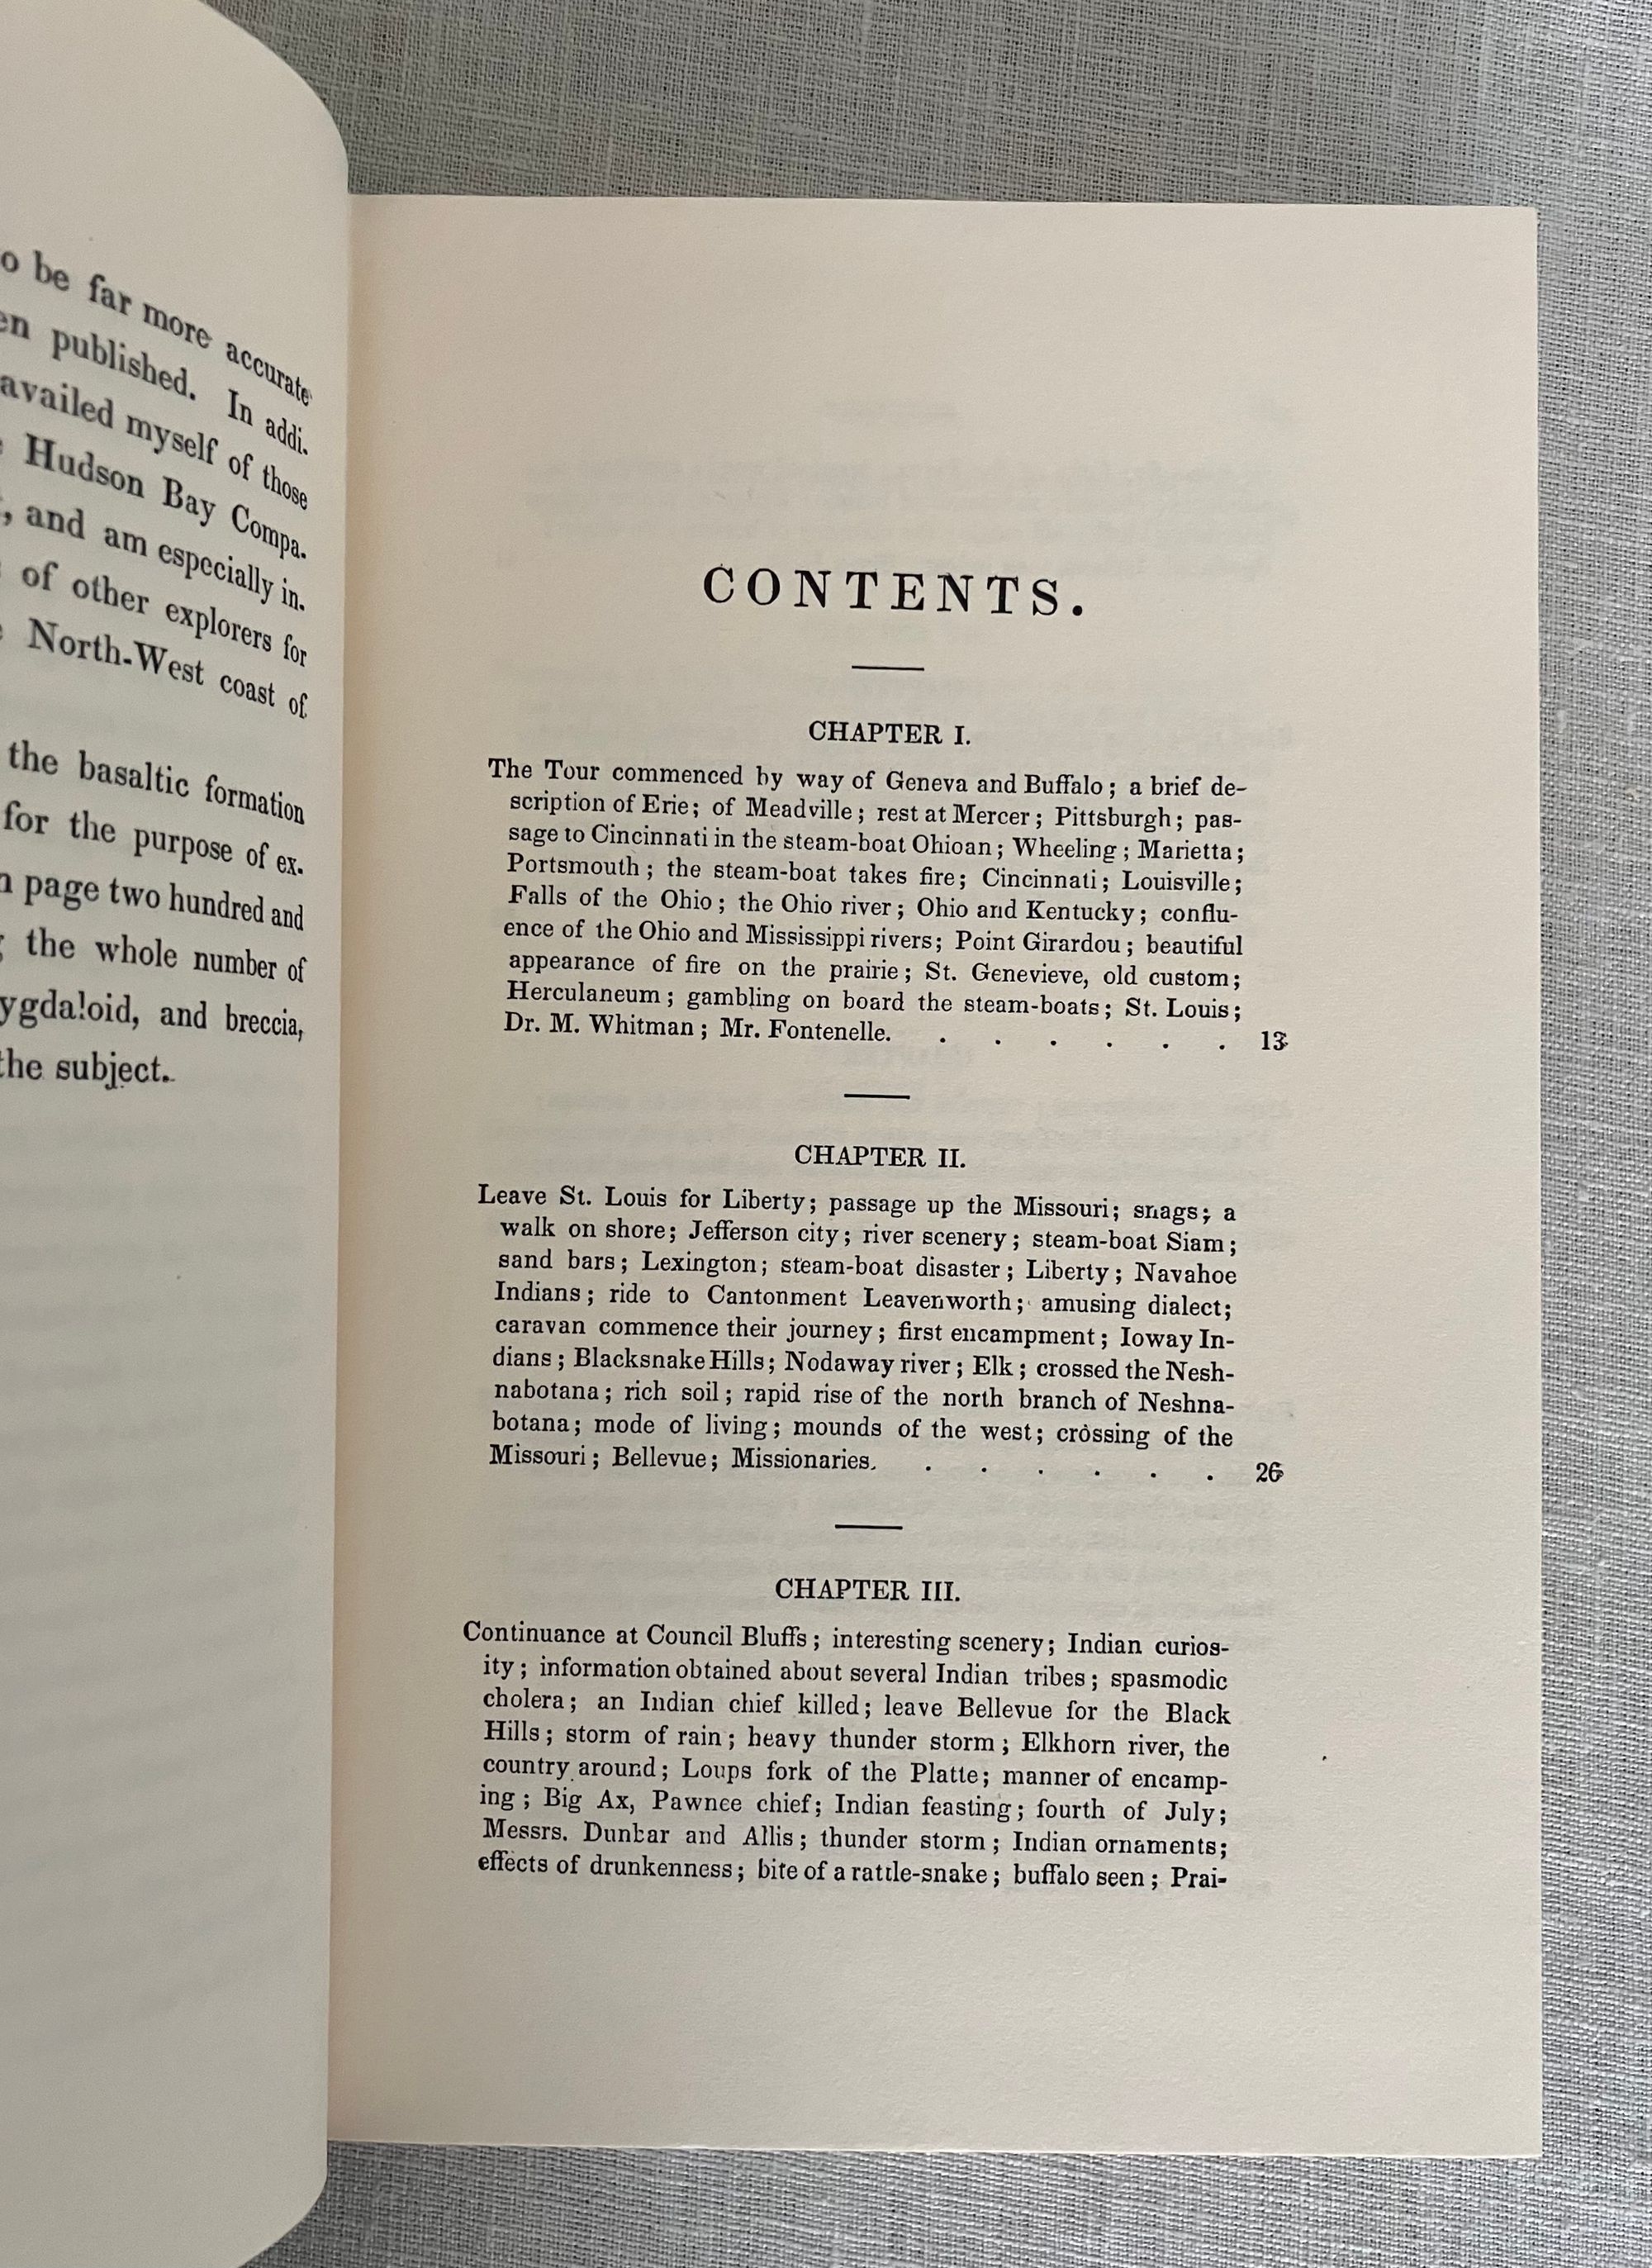 o be far more accurate
en published. In addi-
availed myself of those
Hudson Bay Compa-
, and am especially in-
of other explorers for
North-West coast of
the basaltic formation
for the purpose of ex-
page two hundred and
the whole number of
ygdaloid, and breccia,
the subject.
CONTENTS.
CHAPTER I.
The Tour commenced by way of Geneva and Buffalo; a brief de-
scription of Erie; of Meadville; rest at Mercer; Pittsburgh; pas-
sage to Cincinnati in the steam-boat Ohioan; Wheeling; Marietta;
Portsmouth; the steam-boat takes fire; Cincinnati; Louisville;
Falls of the Ohio; the Ohio river; Ohio and Kentucky; conflu-
ence of the Ohio and Mississippi rivers; Point Girardou; beautiful
appearance of fire on the prairie; St. Genevieve, old custom;
Herculaneum; gambling on board the steam-boats; St. Louis;
Dr. M. Whitman; Mr. Fontenelle. . . . . . . 13
CHAPTER II.
Leave St. Louis for Liberty; passage up the Missouri; snags; a
walk on shore; Jefferson city; river scenery; steam-boat Siam;
sand bars; Lexington; steam-boat disaster; Liberty; Navahoe
Indians; ride to Cantonment Leavenworth; amusing dialect;
caravan commence their journey; first encampment; Ioway In-
dians; Blacksnake Hills; Nodaway river; Elk; crossed the Nesh-
nabotana; rich soil; rapid rise of the north branch of Neshna-
botana; mode of living; mounds of the west; crossing of the
Missouri; Bellevue; Missionaries. . . . . . . 26
CHAPTER III.
Continuance at Council Bluffs; interesting scenery; Indian curios-
ity; information obtained about several Indian tribes; spasmodic
cholera; an Indian chief killed; leave Bellevue for the Black
Hills; storm of rain; heavy thunder storm; Elkhorn river, the
country around; Loups fork of the Platte; manner of encamp-
ing; Big Ax, Pawnee chief; Indian feasting; fourth of July;
Messrs. Dunbar and Allis; thunder storm; Indian ornaments;
effects of drunkenness; bite of a rattle-snake; buffalo seen; Prai-